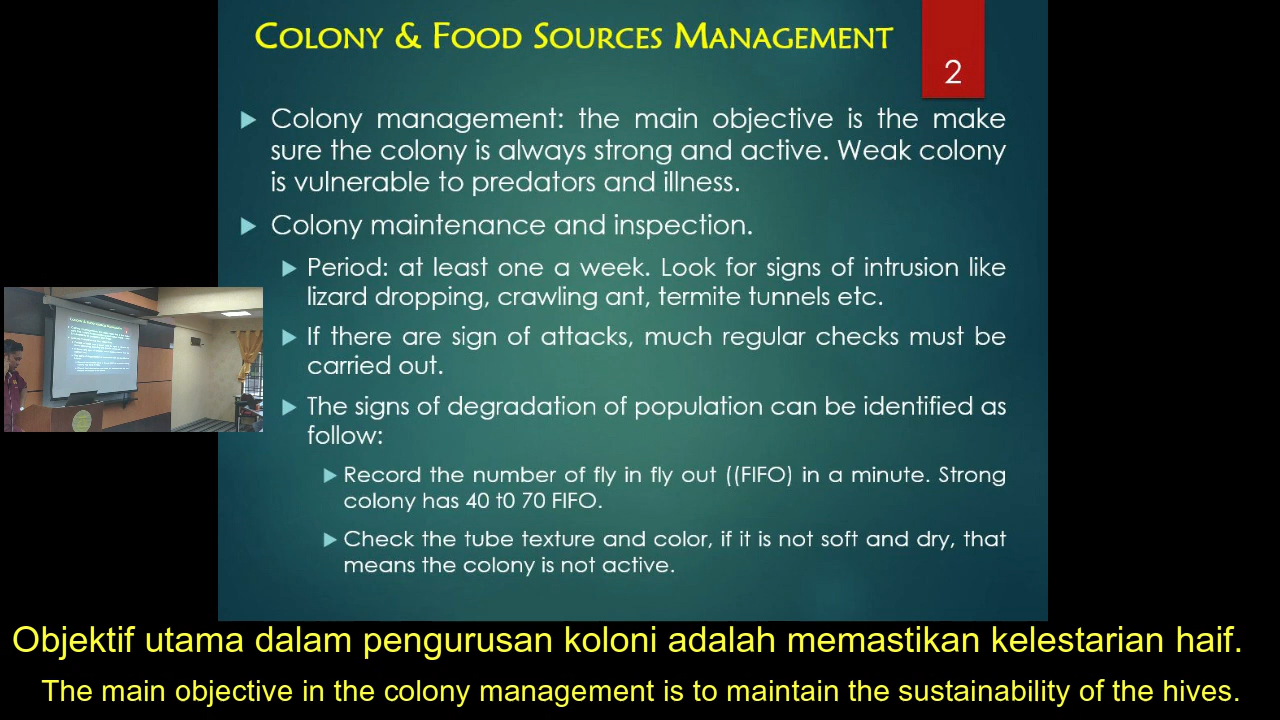 COLONY & FOOD SOURCES MANAGEMENT
2
Colony management: the main objective is the make
sure the colony is always strong and active. Weak colony
is vulnerable to predators and illness.
Colony maintenance and inspection.
Period: at least one a week. Look for signs of intrusion like
lizard dropping, crawling ant, termite tunnels etc.
If there are sign of attacks, much regular checks must be
carried out.
The signs of degradation of population can be identified as
follow:
Record the number of fly in fly out ((FIFO) in a minute. Strong
colony has 40 t0 70 FIFO.
Check the tube texture and color, if it is not soft and dry, that
means the colony is not active.
Objektif utama dalam pengurusan koloni adalah memastikan kelestarian haif.
The main objective in the colony management is to maintain the sustainability of the hives.